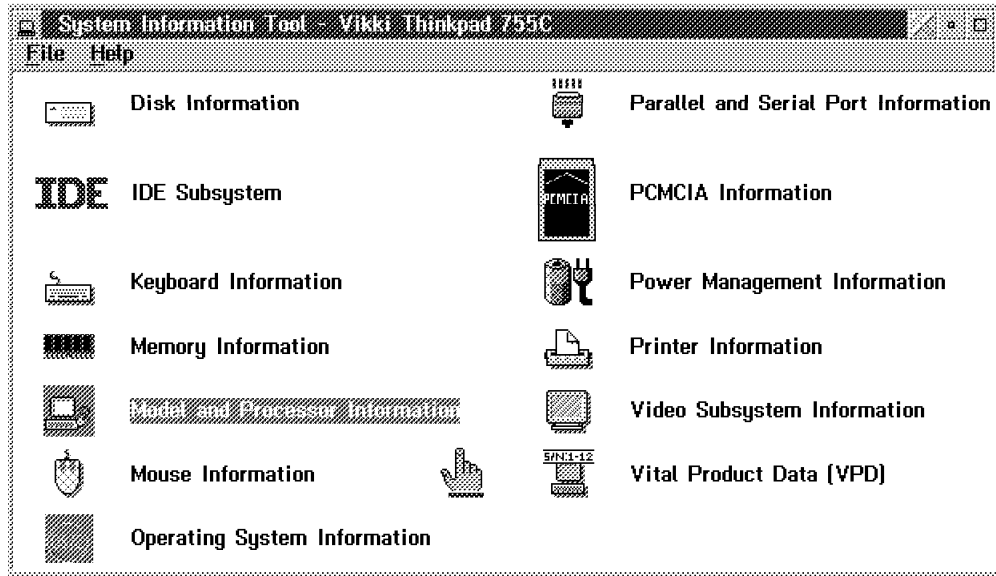 System Information Tool - Vikki Thinkpad 755C
File Help
Disk Information
Parallel and Serial Port Information
IDE
IDE Subsystem
PCMCIA
PCMCIA Information
Keyboard Information
Power Management Information
Memory Information
Printer Information
Model and Processor Information
Video Subsystem Information
Mouse Information
S/N:1-12
Vital Product Data (VPD)
Operating System Information